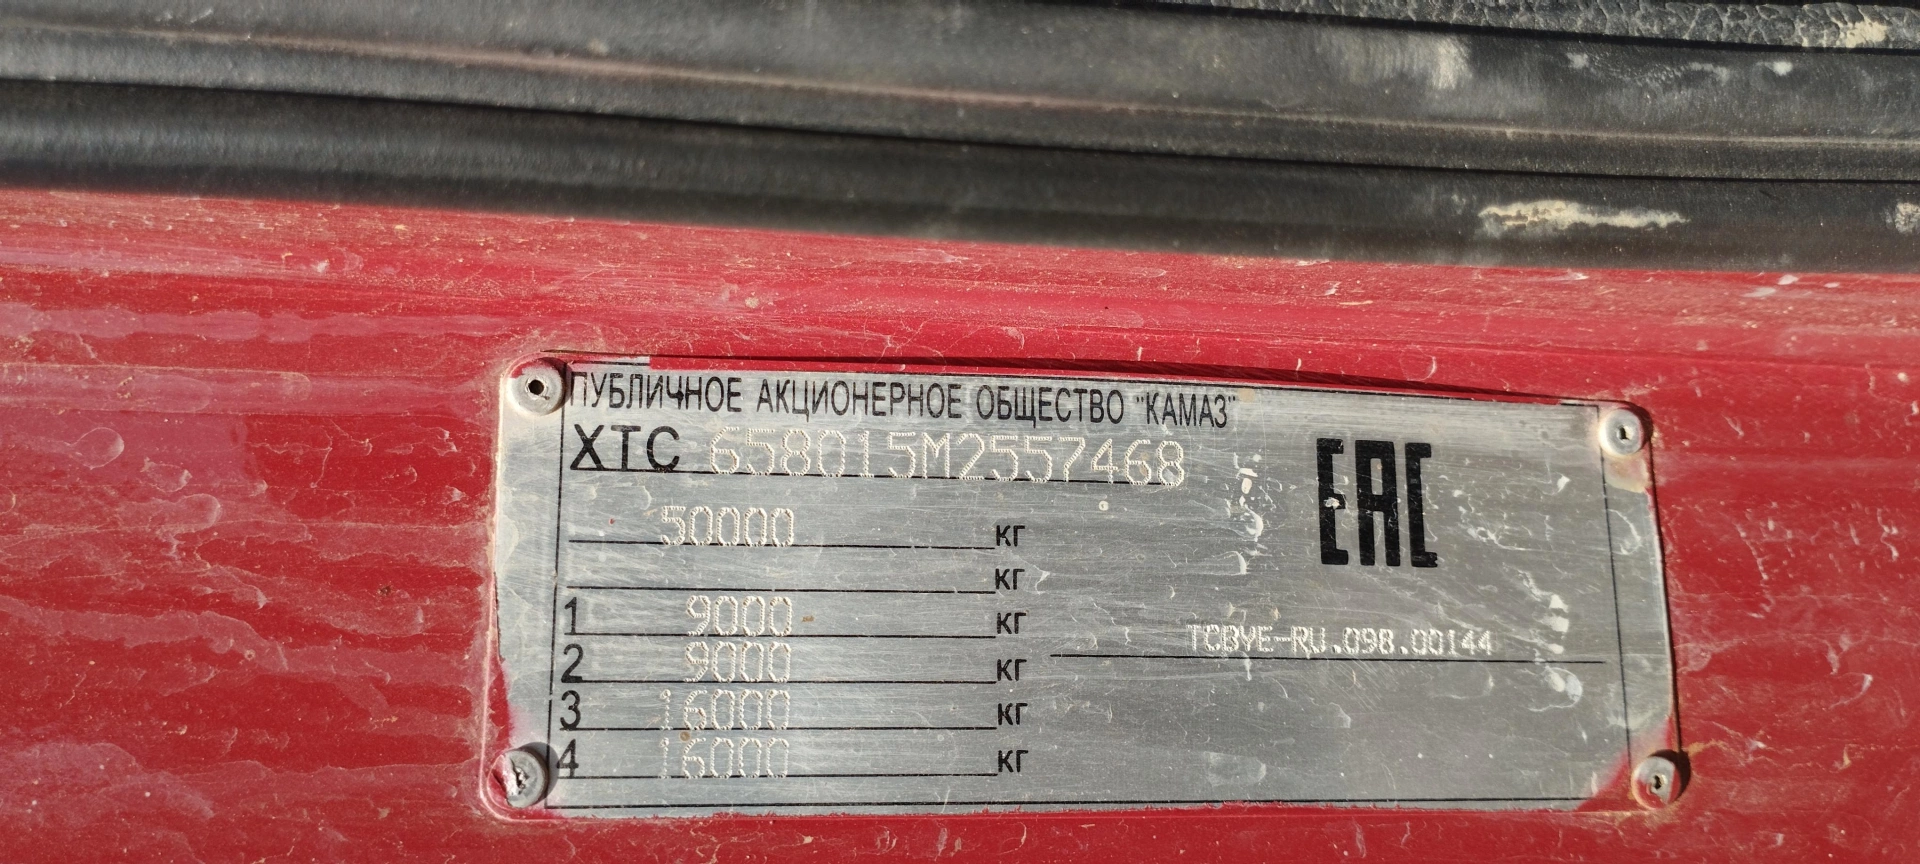 ПУБЛИЧНОЕ АКЦИОНЕРНОЕ ОБЩЕСТВО "КАМАЗ"
XTC 658015M2557468
EAC
50000 КГ
КГ
1 9000 КГ
2 9000 КГ
3 16000 КГ
4 16000 КГ
TCBYE-RU.098.00144